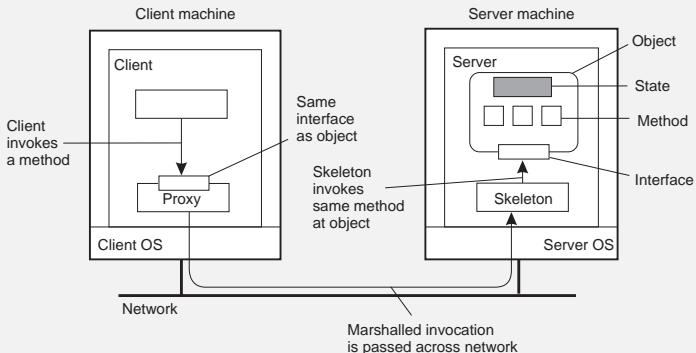 Client machine
Server machine
Object
Client
Server
State
Same
interface
as object
Client
invokes
a method
Method
Skeleton
invokes
same method
at object
Interface
Proxy
Skeleton
Client OS
Server OS
Network
Marshalled invocation
is passed across network